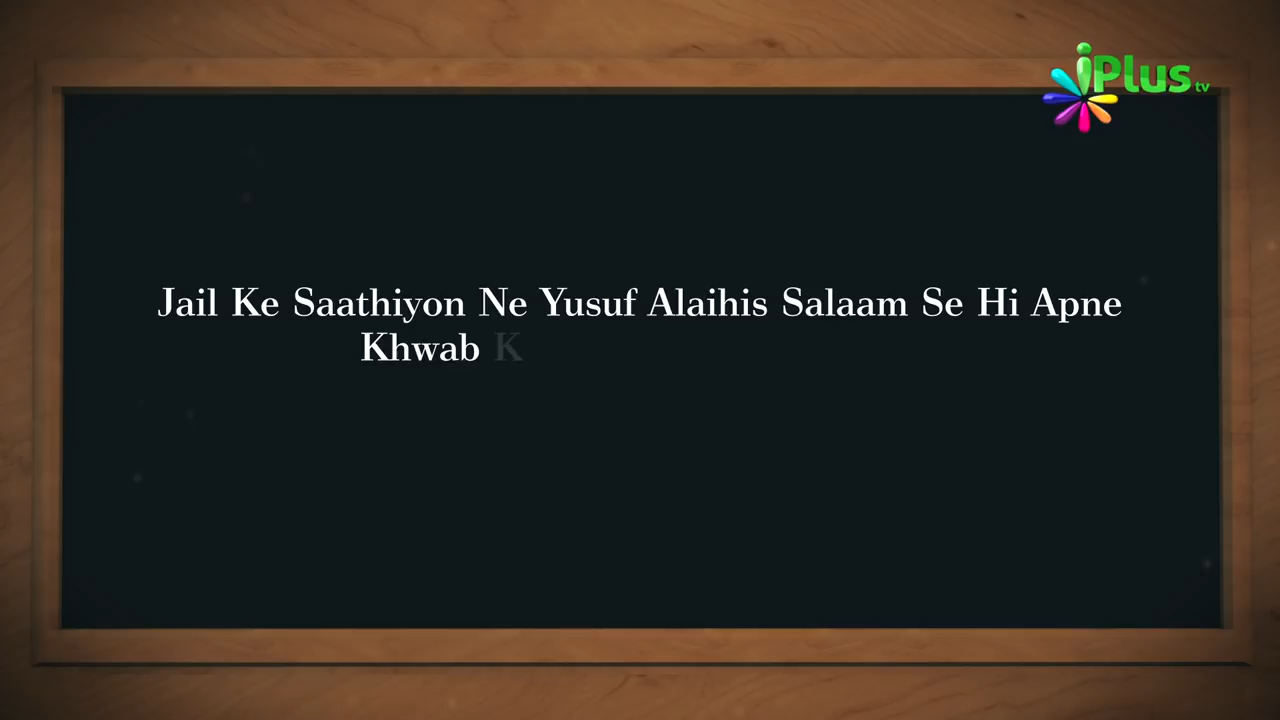 iPlus tv
Jail Ke Saathiyon Ne Yusuf Alaihis Salaam Se Hi Apne
Khwab K